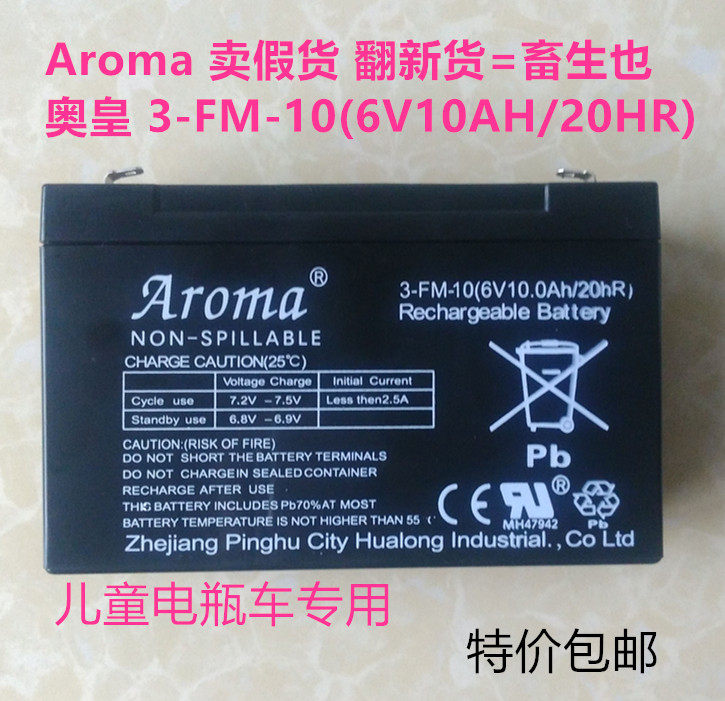 Aroma 卖假货 翻新货=畜生也
奥皇 3-FM-10(6V10AH/20HR)
Aroma®
NON-SPILLABLE
3-FM-10(6V10.0Ah/20hR)
Rechargeable Battery
CHARGE CAUTION(25℃)
Voltage Charge Initial Current
Cycle use 7.2V –7.5V Less then2.5A
Standby use 6.8V –6.9V
CAUTION:(RISK OF FIRE)
DO NOT SHORT THE BATTERY TERMINALS
DO NOT CHARGEIN SEALED CONTAINER
RECHARGE AFTER USE
THIS BATTERY INCLUDES Pb70%AT MOST
BATTERY TEMPERATURE IS NOT HIGHER THAN 55 (
Pb
CE ®
MH47942
Pb
Zhejiang Pinghu City Hualong Industrial., Co Ltd
儿童电瓶车专用
特价包邮